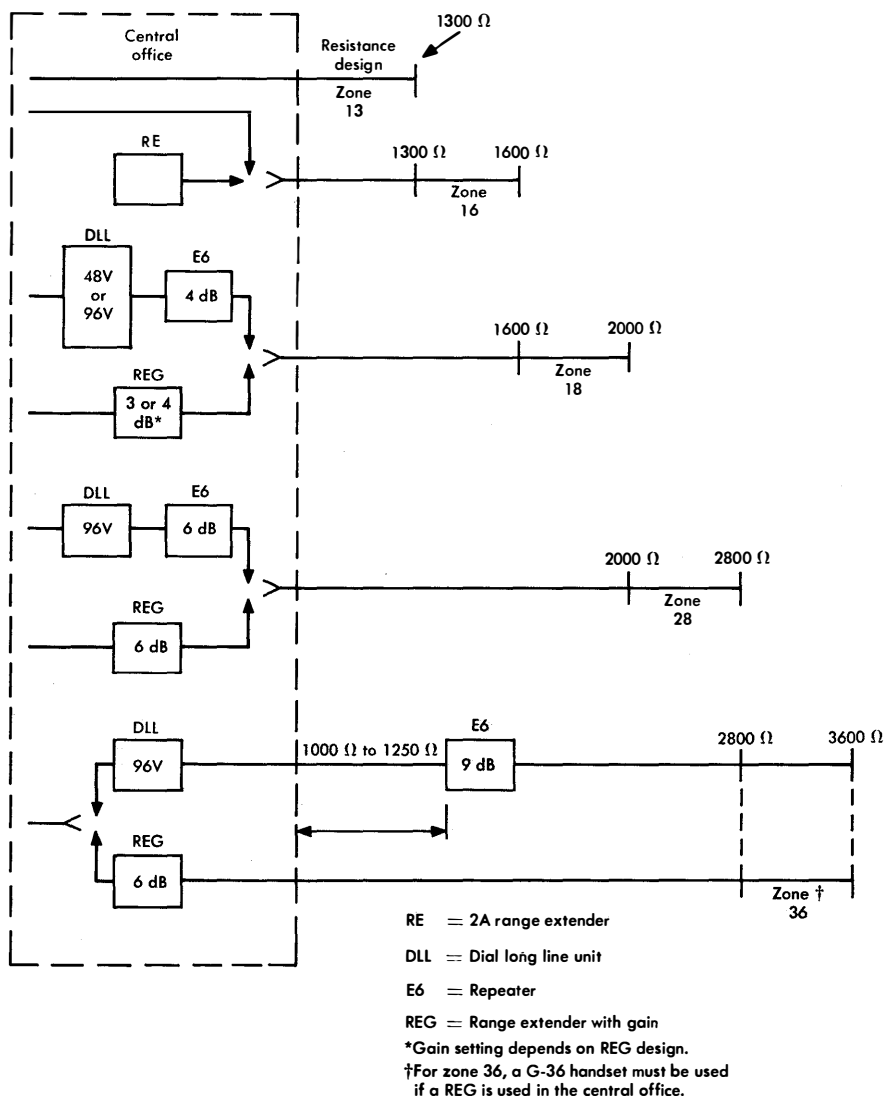 1300 Ω
Central
office
Resistance
design
Zone
13
RE
1300 Ω
1600 Ω
Zone
16
DLL
E6
48V
or
96V
4 dB
1600 Ω
2000 Ω
Zone
18
REG
3 or 4
dB*
DLL
E6
96V
6 dB
2000 Ω
2800 Ω
Zone
28
REG
6 dB
DLL
E6
96V
1000 Ω to 1250 Ω
9 dB
2800 Ω
3600 Ω
REG
6 dB
Zone †
36
RE = 2A range extender
DLL = Dial long line unit
E6 = Repeater
REG = Range extender with gain
*Gain setting depends on REG design.
†For zone 36, a G-36 handset must be used
if a REG is used in the central office.